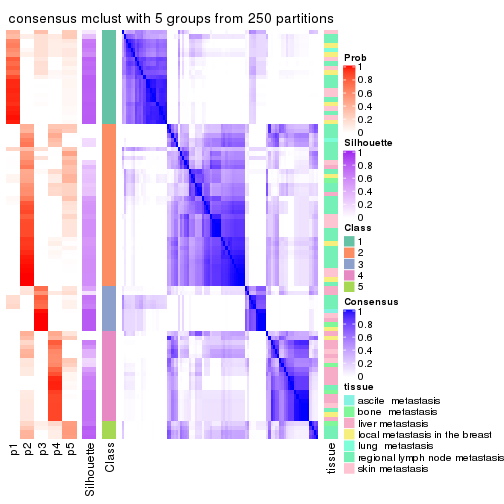 consensus mclust with 5 groups from 250 partitions
Prob
1
0.8
0.6
0.4
0.2
0
Silhouette
1
0.8
0.6
0.4
0.2
0
Class
1
2
3
4
5
Consensus
1
0.8
0.6
0.4
0.2
0
tissue
ascite metastasis
bone metastasis
liver metastasis
local metastasis in the breast
lung metastasis
regional lymph node metastasis
skin metastasis
p1
p2
p3
p4
p5
Silhouette
Class
tissue